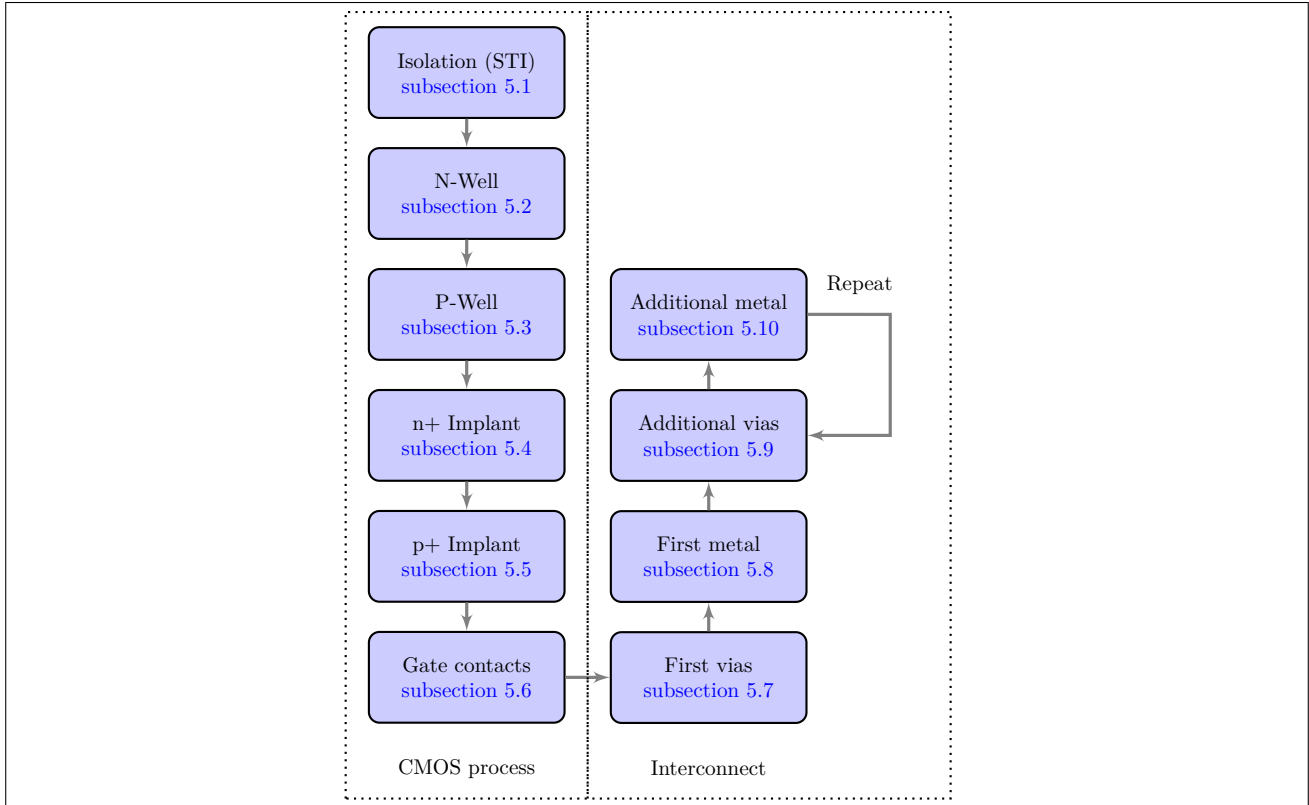 Isolation (STI)
subsection 5.1
N-Well
subsection 5.2
P-Well
subsection 5.3
n+ Implant
subsection 5.4
p+ Implant
subsection 5.5
Gate contacts
subsection 5.6
CMOS process
Additional metal
subsection 5.10
Repeat
Additional vias
subsection 5.9
First metal
subsection 5.8
First vias
subsection 5.7
Interconnect